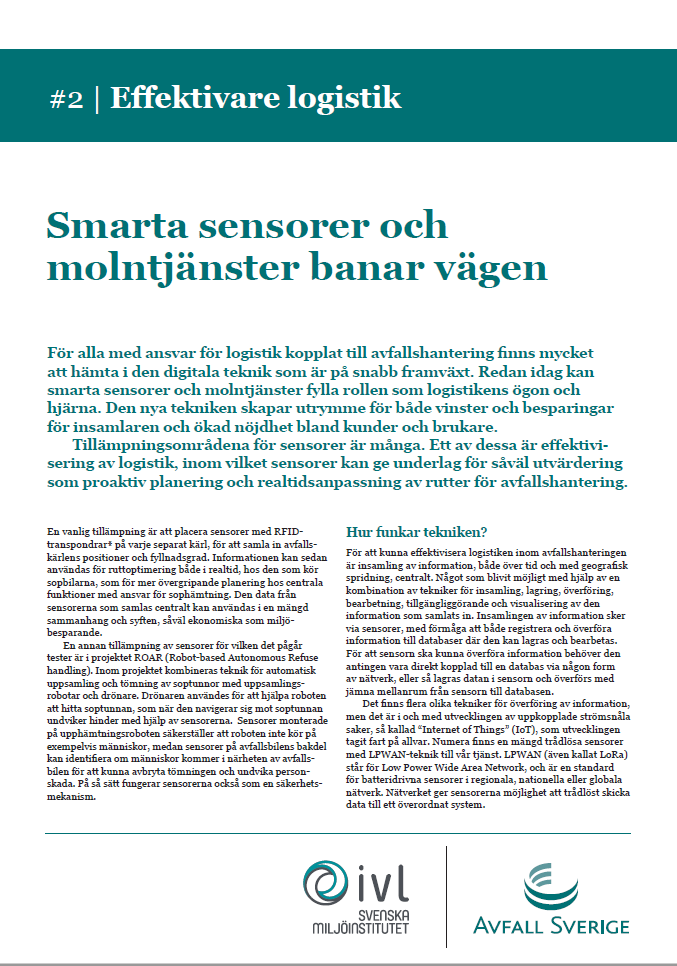 #2 | Effektivare logistik
Smarta sensorer och
molntjänster banar vägen
För alla med ansvar för logistik kopplat till avfallshantering finns mycket
att hämta i den digitala teknik som är på snabb framväxt. Redan idag kan
smarta sensorer och molntjänster fylla rollen som logistikens ögon och
hjärna. Den nya tekniken skapar utrymme för både vinster och besparingar
för insamlaren och ökad nöjdhet bland kunder och brukare.
Tillämpningsområdena för sensorer är många. Ett av dessa är effektivi-
sering av logistik, inom vilket sensorer kan ge underlag för såväl utvärdering
som proaktiv planering och realtidsanpassning av rutter för avfallshantering.
En vanlig tillämpning är att placera sensorer med RFID-
transpondrar* på varje separat kärl, för att samla in avfalls-
kärlens positioner och fyllnadsgrad. Informationen kan sedan
användas för ruttoptimering både i realtid, hos den som kör
sopbilarna, som för mer övergripande planering hos centrala
funktioner med ansvar för sophämtning. Den data från
sensorerna som samlas centralt kan användas i en mängd
sammanhang och syften, såväl ekonomiska som miljö-
besparande.
En annan tillämpning av sensorer för vilken det pågår
tester är i projektet ROAR (Robot-based Autonomous Refuse
handling). Inom projektet kombineras teknik för automatisk
uppsamling och tömning av soptunnor med uppsamlings-
robotar och drönare. Drönaren användes för att hjälpa roboten
att hitta soptunnan, som när den navigerar sig mot soptunnan
undviker hinder med hjälp av sensorerna. Sensorer monterade
på upphämtningsroboten säkerställer att roboten inte kör på
exempelvis människor, medan sensorer på avfallsbilens bakdel
kan identifiera om människor kommer i närheten av avfalls-
bilen för att kunna avbryta tömningen och undvika person-
skada. På så sätt fungerar sensorerna också som en säkerhets-
mekanism.
Hur funkar tekniken?
För att kunna effektivisera logistiken inom avfallshanteringen
är insamling av information, både över tid och med geografisk
spridning, centralt. Något som blivit möjligt med hjälp av en
kombination av tekniker för insamling, lagring, överföring,
bearbetning, tillgängliggörande och visualisering av den
information som samlats in. Insamlingen av information sker
via sensorer, med förmåga att både registrera och överföra
information till databaser där den kan lagras och bearbetas.
För att sensorn ska kunna överföra information behöver den
antingen vara direkt kopplad till en databas via någon form
av nätverk, eller så lagras datan i sensorn och överförs med
jämna mellanrum från sensorn till databasen.
Det finns flera olika tekniker för överföring av information,
men det är i och med utvecklingen av uppkopplade strömsnåla
saker, så kallad “Internet of Things” (IoT), som utvecklingen
tagit fart på allvar. Numera finns en mängd trådlösa sensorer
med LPWAN-teknik till vår tjänst. LPWAN (även kallat LoRa)
står för Low Power Wide Area Network, och är en standard
för batteridrivna sensorer i regionala, nationella eller globala
nätverk. Nätverket ger sensorerna möjlighet att trådlöst skicka
data till ett överordnat system.
ivl
SVENSKA
MILJÖINSTITUTET
AVFALL SVERIGE